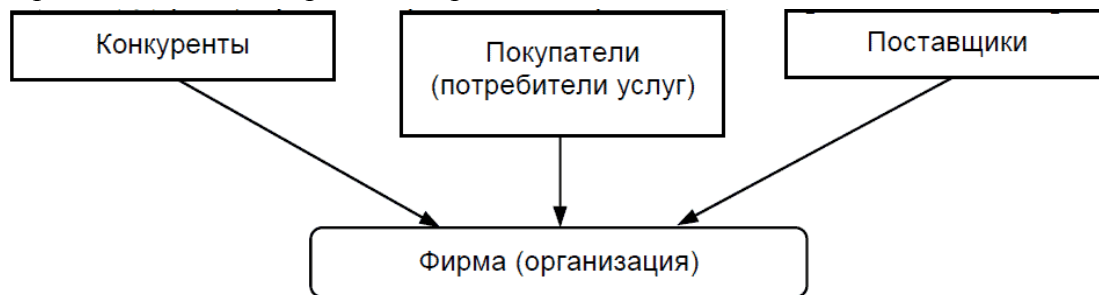 Конкуренты
Покупатели
(потребители услуг)
Поставщики
Фирма (организация)